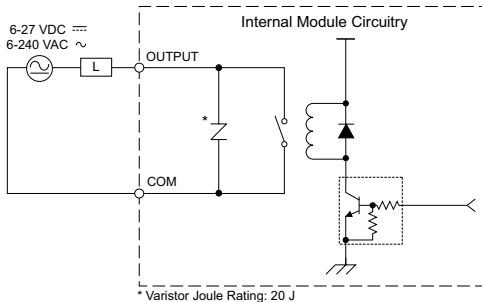 Internal Module Circuitry
6-27 VDC ⎓
6-240 VAC ∿
L
OUTPUT
*
COM
* Varistor Joule Rating: 20 J